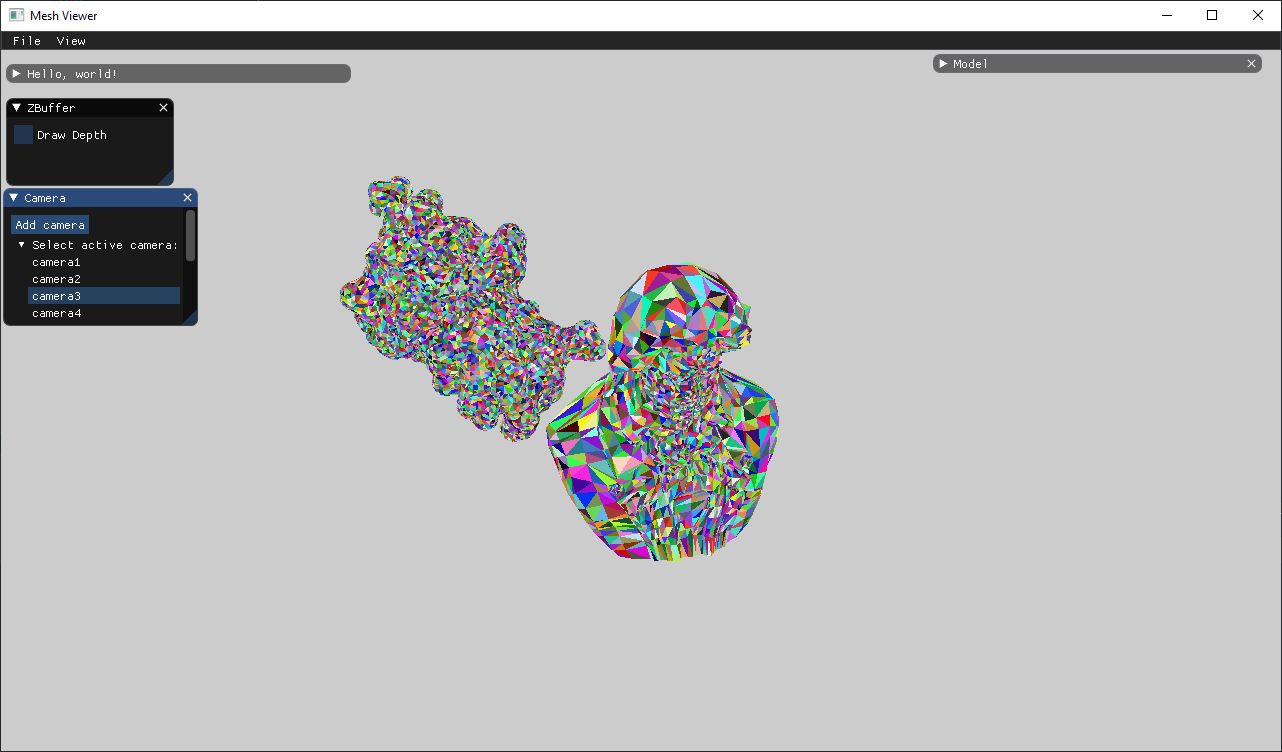 Mesh Viewer
File View
Hello, world!
Model
ZBuffer
Draw Depth
Camera
Add camera
Select active camera:
camera1
camera2
camera3
camera4